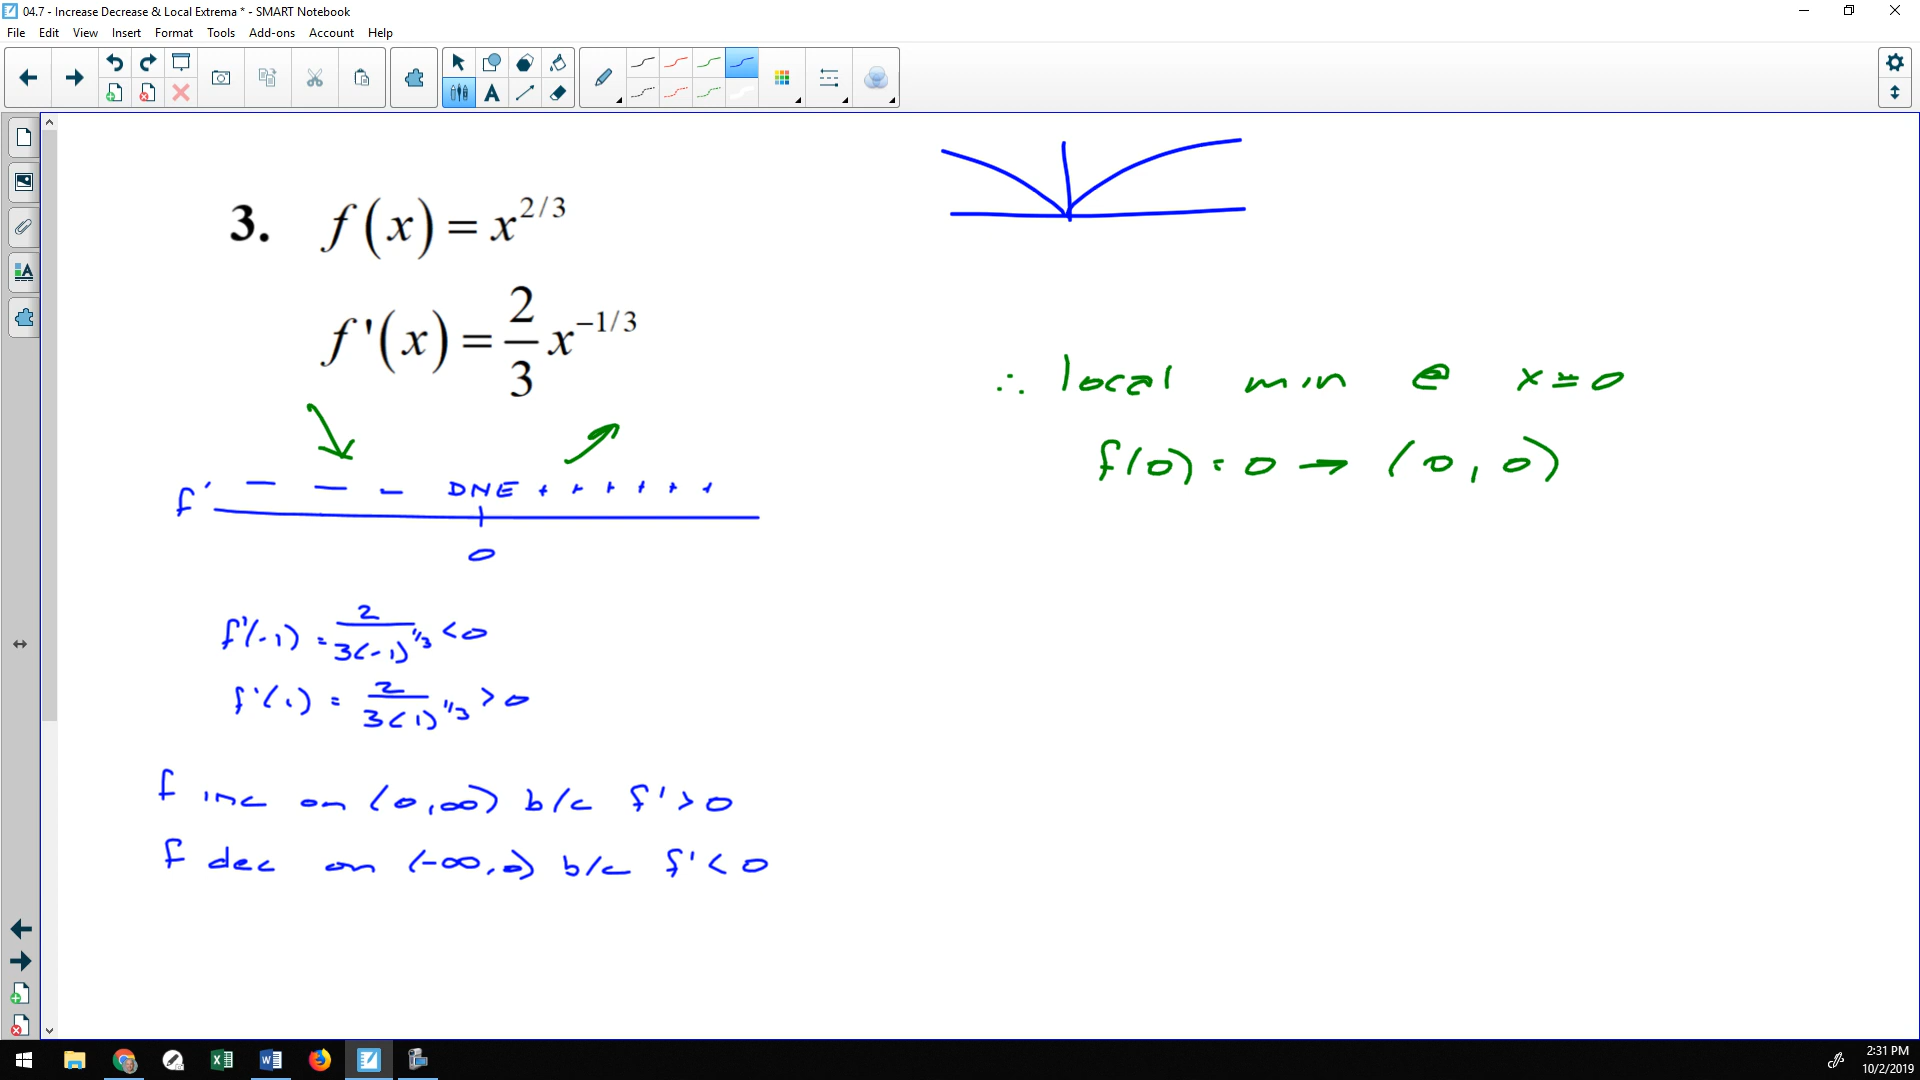 04.7 - Increase Decrease & Local Extrema * - SMART Notebook
File Edit View Insert Format Tools Add-ons Account Help
3. f(x) = x^{2/3}
f'(x) = \frac{2}{3} x^{-1/3}
f' — — — DNE + + + + + +
0
f'(-1) = \frac{2}{3(-1)^{1/3}} < 0
f'(1) = \frac{2}{3(1)^{1/3}} > 0
f inc on (0, ∞) b/c f' > 0
f dec on (-∞, 0) b/c f' < 0
∴ local min @ x = 0
f(0) = 0 → (0, 0)
2:31 PM
10/2/2019